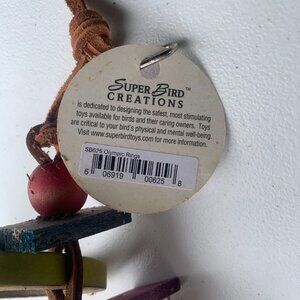 SUPER BIRD™
CREATIONS
is dedicated to designing the safest, most stimulating
toys available for birds and their caring owners. Toys
are critical to your bird's physical and mental well-being.
Visit www.superbirdtoys.com for more information.
SB625 Olympic Rings
6 06919 00625 8